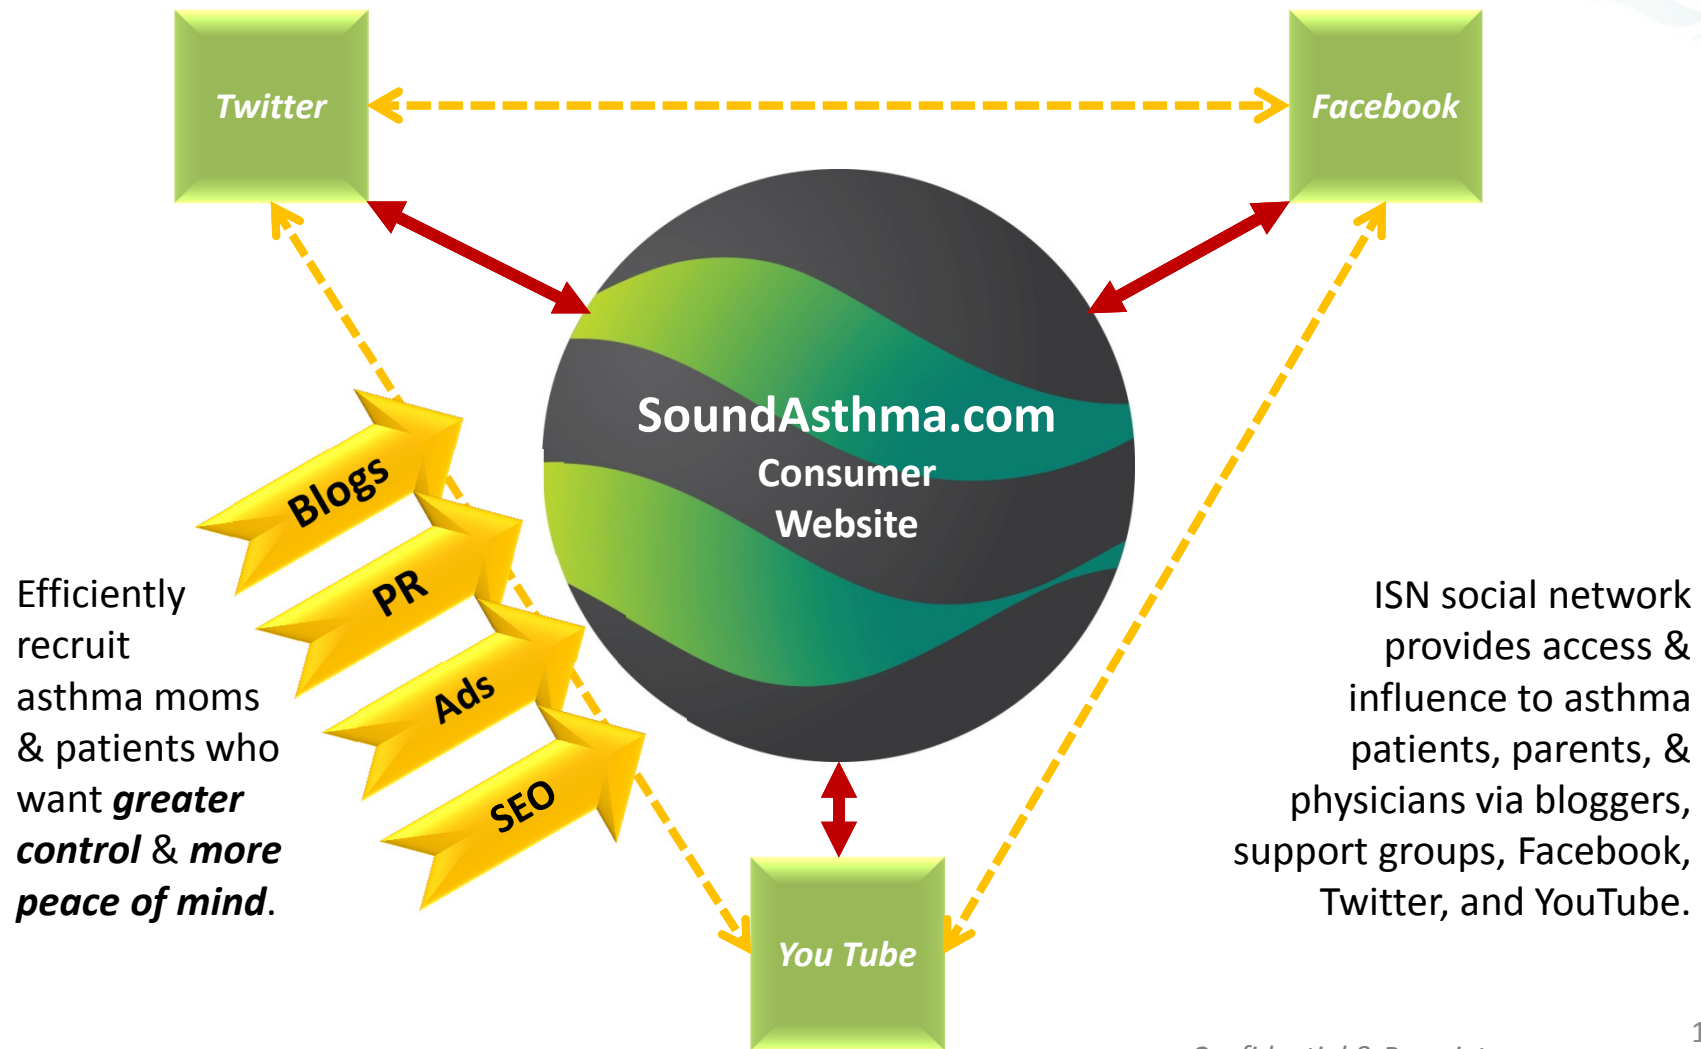 Twitter
Facebook
SoundAsthma.com
Consumer
Website
Blogs
PR
Ads
SEO
Efficiently
recruit
asthma moms
& patients who
want greater
control & more
peace of mind.
ISN social network
provides access &
influence to asthma
patients, parents, &
physicians via bloggers,
support groups, Facebook,
Twitter, and YouTube.
You Tube